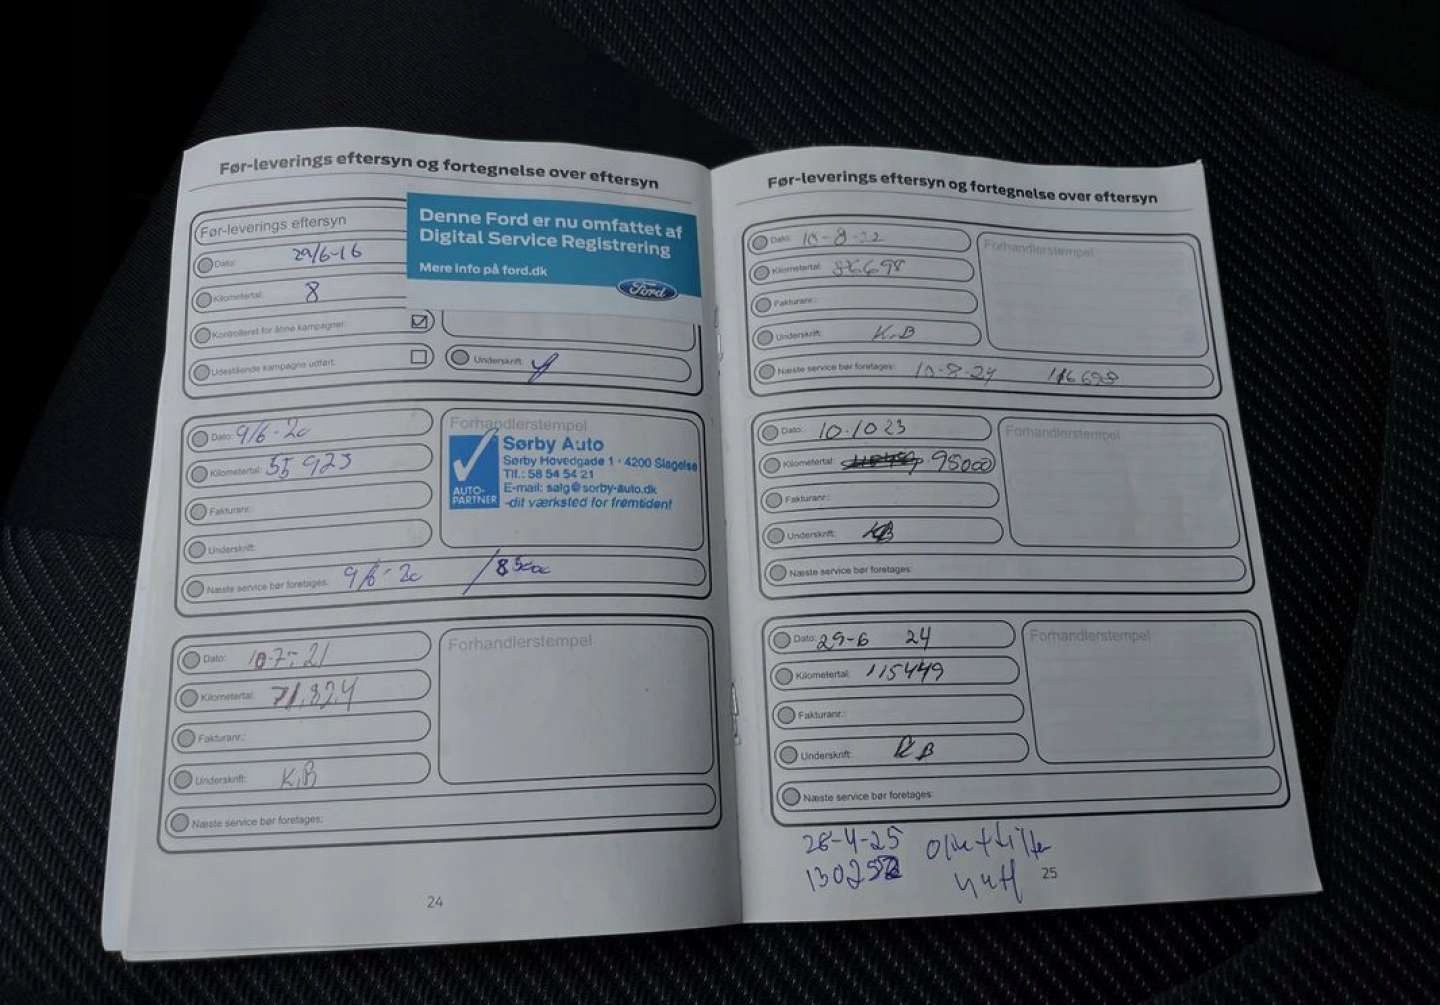 Før-leverings eftersyn og fortegnelse over eftersyn
Før-leverings eftersyn
Dato: 29/6-16
Kilometertal: 8
Kontrolleret for åbne kampagner:
Udestående kampagne udført:
Denne Ford er nu omfattet af
Digital Service Registrering
Mere info på ford.dk
Ford
Underskrift:
Dato: 9/6-20
Kilometertal: 55923
Fakturanr.:
Underskrift:
Næste service bør foretages: 9/6-20 / 85000
Forhandlerstempel
Sørby Auto
Sørby Hovedgade 1 · 4200 Slagelse
Tlf.: 58 54 54 21
E-mail: salg@sorby-auto.dk
-dit værksted for fremtiden!
AUTO-
PARTNER
Dato: 10-7-21
Kilometertal: 71.824
Fakturanr.:
Underskrift: K.B
Næste service bør foretages:
Forhandlerstempel
24
Før-leverings eftersyn og fortegnelse over eftersyn
Dato: 10-8-22
Kilometertal: 86698
Fakturanr.:
Underskrift: K.B
Næste service bør foretages: 10-8-24 116698
Forhandlerstempel
Dato: 10.10 23
Kilometertal: 95000
Fakturanr.:
Underskrift: KB
Næste service bør foretages:
Forhandlerstempel
Dato: 29-6 24
Kilometertal: 115449
Fakturanr.:
Underskrift: KB
Næste service bør foretages:
Forhandlerstempel
26-4-25
130252
25